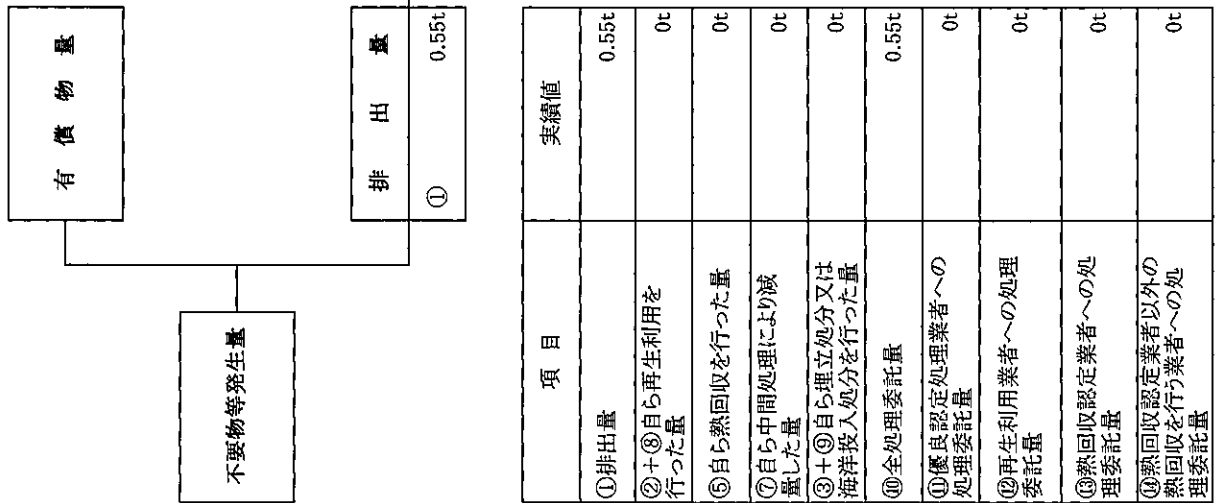 有償物量
不要物等発生量
排出量
① 0.55t
項目 実績値
①排出量 0.55t
②+⑧自ら再生利用を
行った量 0t
⑤自ら熱回収を行った量 0t
⑦自ら中間処理により減
量した量 0t
③+⑨自ら埋立処分又は
海洋投入処分を行った量 0t
⑩全処理委託量 0.55t
⑪優良認定処理業者への
処理委託量 0t
⑫再生利用業者への処理
委託量 0t
⑬熱回収認定業者への処
理委託量 0t
⑭熱回収認定業者以外の
熱回収を行う業者への処
理委託量 0t